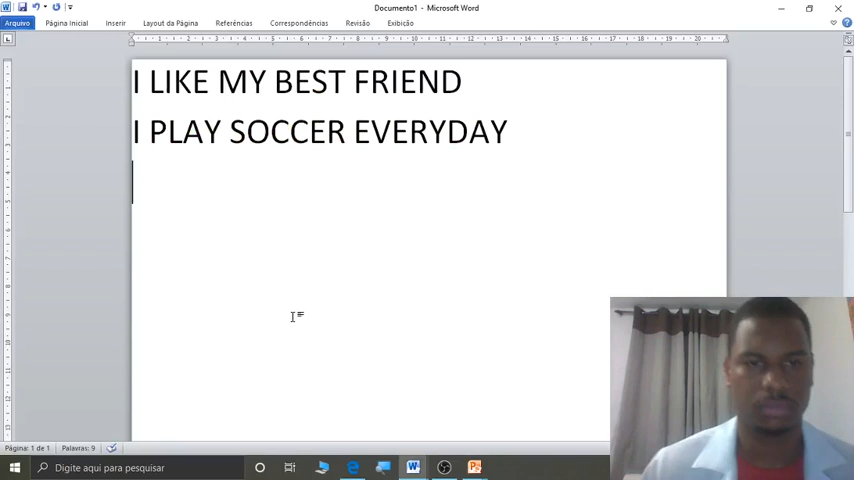 Documento1 - Microsoft Word
Arquivo Página Inicial Inserir Layout da Página Referências Correspondências Revisão Exibição
I LIKE MY BEST FRIEND
I PLAY SOCCER EVERYDAY
Página: 1 de 1 Palavras: 9
Digite aqui para pesquisar